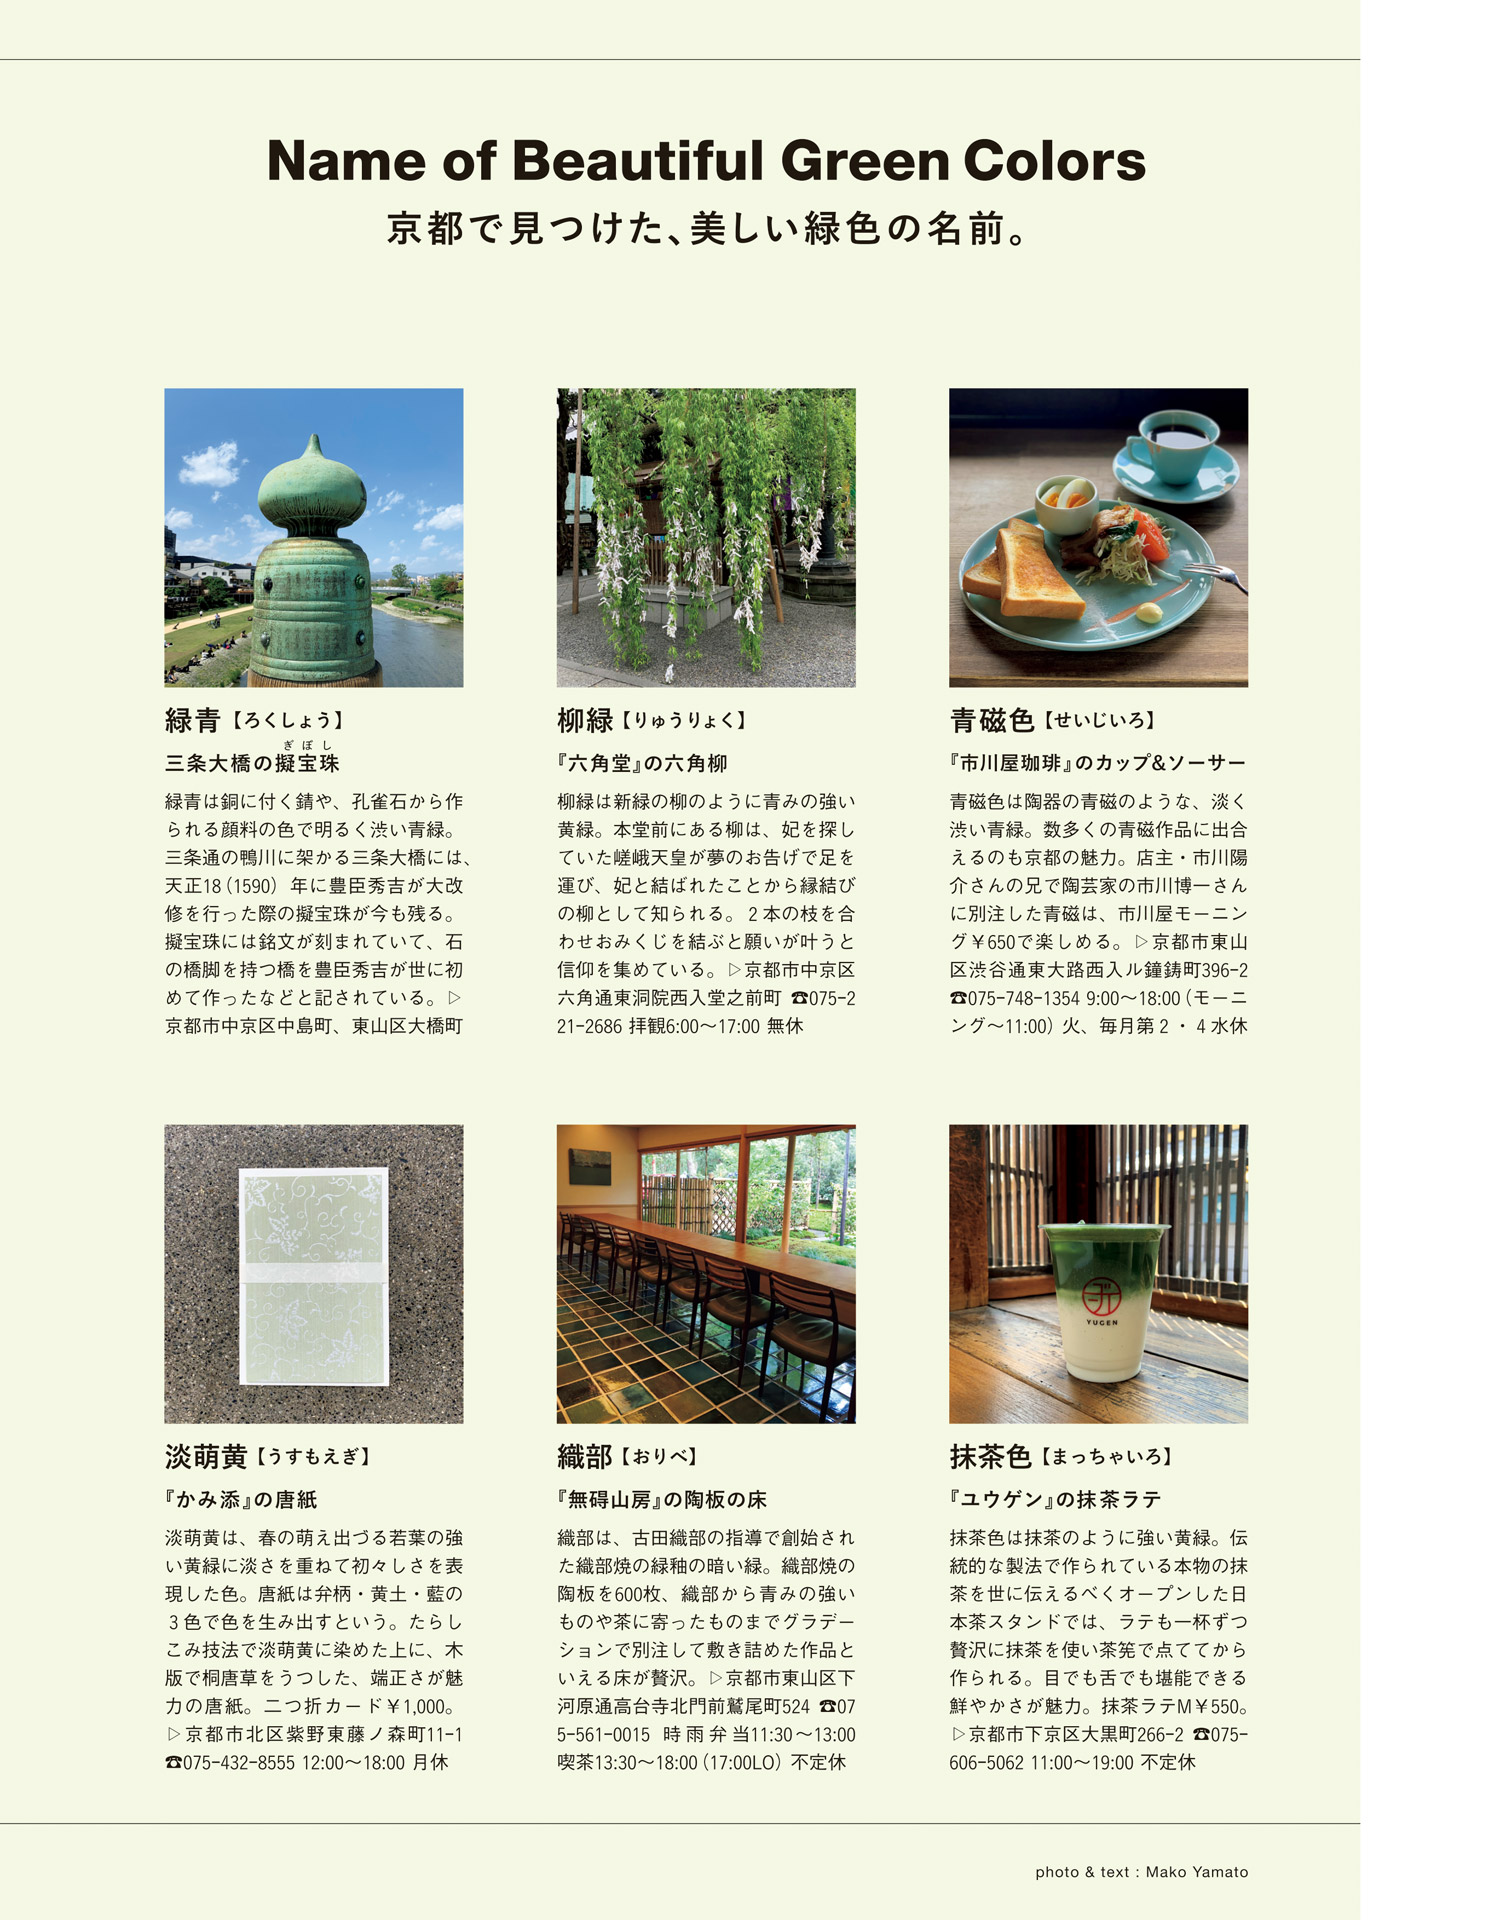 Name of Beautiful Green Colors
京都で見つけた、美しい緑色の名前。
緑青【ろくしょう】
ぎぼし
三条大橋の擬宝珠
緑青は銅に付く錆や、孔雀石から作
られる顔料の色で明るく渋い青緑。
三条通の鴨川に架かる三条大橋には、
天正18（1590）年に豊臣秀吉が大改
修を行った際の擬宝珠が今も残る。
擬宝珠には銘文が刻まれていて、石
の橋脚を持つ橋を豊臣秀吉が世に初
めて作ったなどと記されている。▷
京都市中京区中島町、東山区大橋町
柳緑【りゅうりょく】
『六角堂』の六角柳
柳緑は新緑の柳のように青みの強い
黄緑。本堂前にある柳は、妃を探し
ていた嵯峨天皇が夢のお告げで足を
運び、妃と結ばれたことから縁結び
の柳として知られる。2本の枝を合
わせおみくじを結ぶと願いが叶うと
信仰を集めている。▷京都市中京区
六角通東洞院西入堂之前町 ☎075-2
21-2686 拝観6:00〜17:00 無休
青磁色【せいじいろ】
『市川屋珈琲』のカップ&ソーサー
青磁色は陶器の青磁のような、淡く
渋い青緑。数多くの青磁作品に出合
えるのも京都の魅力。店主・市川陽
介さんの兄で陶芸家の市川博一さん
に別注した青磁は、市川屋モーニン
グ￥650で楽しめる。▷京都市東山
区渋谷通東大路西入ル鐘鋳町396-2
☎075-748-1354 9:00〜18:00（モーニ
ング〜11:00）火、毎月第2・4水休
淡萌黄【うすもえぎ】
『かみ添』の唐紙
淡萌黄は、春の萌え出づる若葉の強
い黄緑に淡さを重ねて初々しさを表
現した色。唐紙は弁柄・黄土・藍の
3色で色を生み出すという。たらし
こみ技法で淡萌黄に染めた上に、木
版で桐唐草をうつした、端正さが魅
力の唐紙。二つ折カード￥1,000。
▷京都市北区紫野東藤ノ森町11-1
☎075-432-8555 12:00〜18:00 月休
織部【おりべ】
『無碍山房』の陶板の床
織部は、古田織部の指導で創始され
た織部焼の緑釉の暗い緑。織部焼の
陶板を600枚、織部から青みの強い
ものや茶に寄ったものまでグラデー
ションで別注して敷き詰めた作品と
いえる床が贅沢。▷京都市東山区下
河原通高台寺北門前鷲尾町524 ☎07
5-561-0015 時雨弁当11:30〜13:00
喫茶13:30〜18:00（17:00LO）不定休
YUGEN
抹茶色【まっちゃいろ】
『ユウゲン』の抹茶ラテ
抹茶色は抹茶のように強い黄緑。伝
統的な製法で作られている本物の抹
茶を世に伝えるべくオープンした日
本茶スタンドでは、ラテも一杯ずつ
贅沢に抹茶を使い茶筅で点ててから
作られる。目でも舌でも堪能できる
鮮やかさが魅力。抹茶ラテM￥550。
▷京都市下京区大黒町266-2 ☎075-
606-5062 11:00〜19:00 不定休
photo & text : Mako Yamato